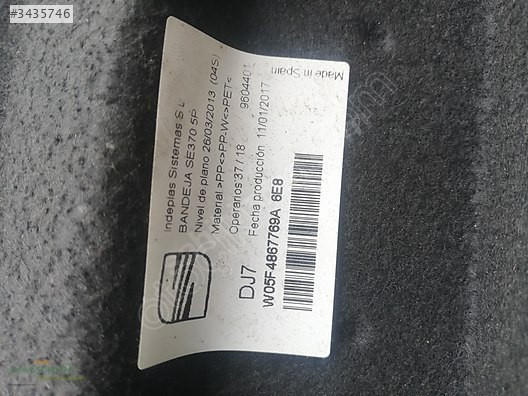 #3435746
Indeplas Sistemas S L
BANDEJA SE370 5P
Nivel de plano 26/03/2013 (04S)
Material >PP<>PP-W<>PET<
Operarios 37 / 18 9604401
Fecha producción 11/01/2017
DJ7
W05F4867769A 6E8
Made in Spain